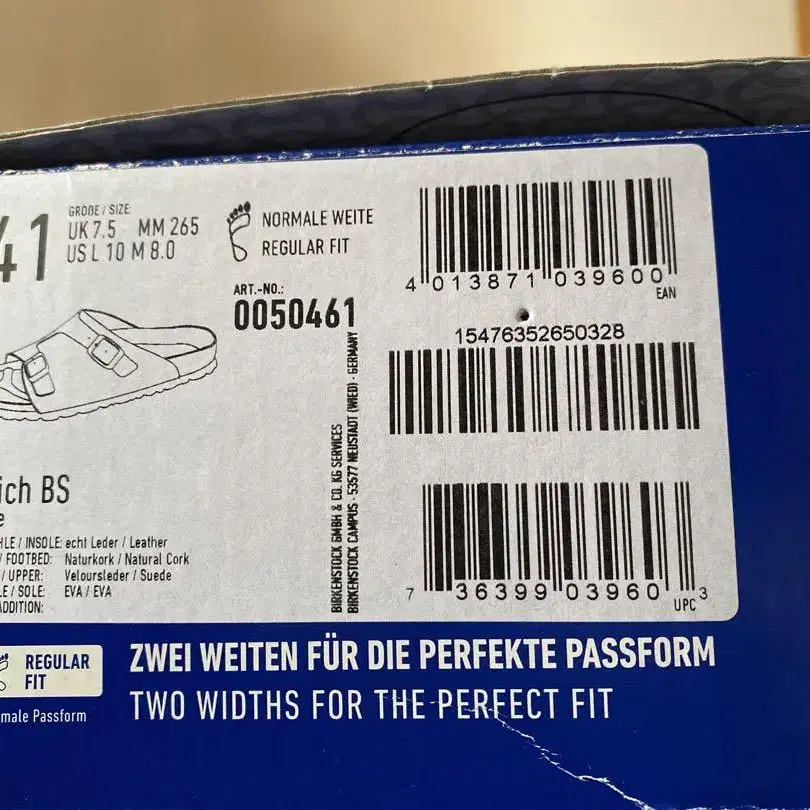 41
GRÖßE / SIZE
UK 7.5 MM 265
US L 10 M 8.0
NORMALE WEITE
REGULAR FIT
ART.-NO.:
0050461
4 013871 039600
EAN
15476352650328
7 36399 03960 3
UPC
BIRKENSTOCK GMBH & CO. KG SERVICES
BIRKENSTOCK CAMPUS · 53577 NEUSTADT (WIED) · GERMANY
ich BS
e
HLE / INSOLE: echt Leder / Leather
/ FOOTBED: Naturkork / Natural Cork
/ UPPER: Veloursleder / Suede
LE / SOLE: EVA / EVA
ADDITION:
REGULAR
FIT
male Passform
ZWEI WEITEN FÜR DIE PERFEKTE PASSFORM
TWO WIDTHS FOR THE PERFECT FIT